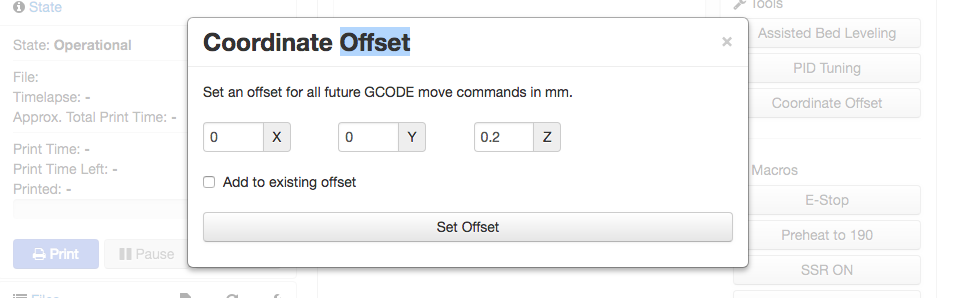 State
State: Operational
File:
Timelapse: -
Approx. Total Print Time: -
Print Time: -
Print Time Left: -
Printed: -
Print
Pause
Files
Coordinate Offset
×
Set an offset for all future GCODE move commands in mm.
0 X
0 Y
0.2 Z
Add to existing offset
Set Offset
Tools
Assisted Bed Leveling
PID Tuning
Coordinate Offset
Macros
E-Stop
Preheat to 190
SSR ON